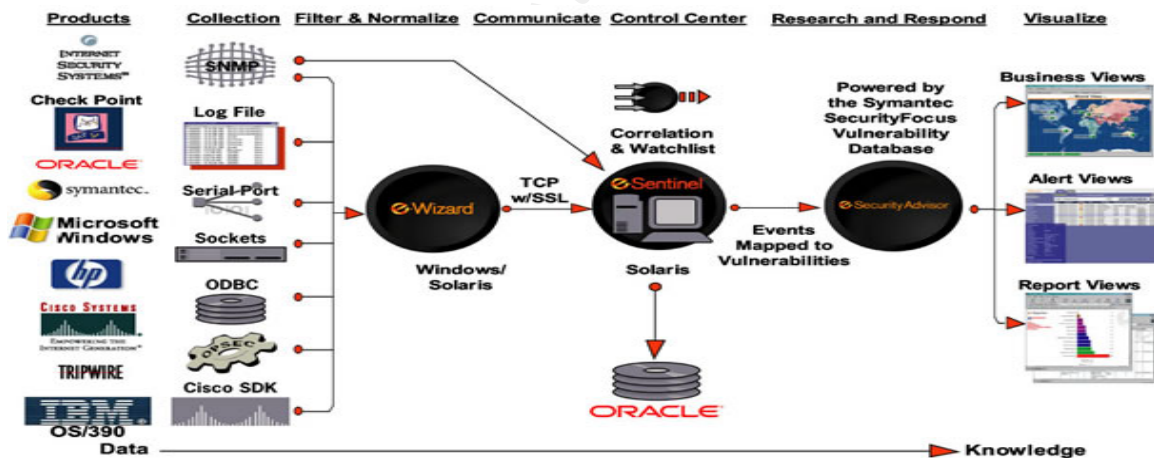 Products
Collection
Filter & Normalize
Communicate
Control Center
Research and Respond
Visualize
INTERNET
SECURITY
SYSTEMS
Check Point
ORACLE
symantec.
Microsoft
Windows
hp
CISCO SYSTEMS
EMPOWERING THE
INTERNET GENERATION
TRIPWIRE
IBM
OS/390
SNMP
Log File
Serial Port
Sockets
ODBC
OPSEC
Cisco SDK
e-Wizard
Windows/
Solaris
TCP
w/SSL
Correlation
& Watchlist
e-Sentinel
Solaris
ORACLE
Events
Mapped to
Vulnerabilities
Powered by
the Symantec
SecurityFocus
Vulnerability
Database
e-Security Advisor
Business Views
Alert Views
Report Views
Data
Knowledge